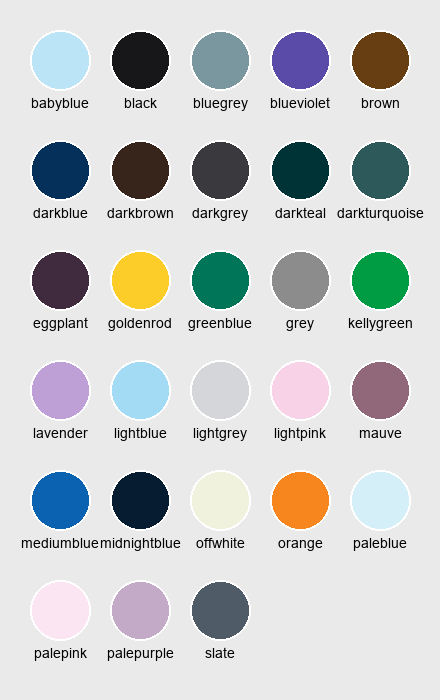 babyblue black bluegrey blueviolet brown
darkblue darkbrown darkgrey darkteal darkturquoise
eggplant goldenrod greenblue grey kellygreen
lavender lightblue lightgrey lightpink mauve
mediumblue midnightblue offwhite orange paleblue
palepink palepurple slate